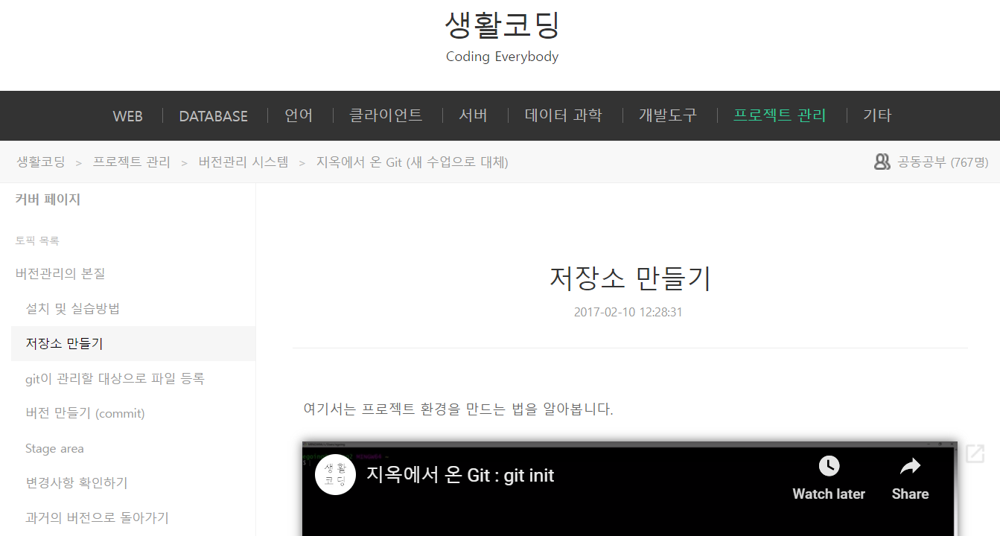 생활코딩
Coding Everybody
WEB DATABASE 언어 클라이언트 서버 데이터 과학 개발도구 프로젝트 관리 기타
생활코딩 > 프로젝트 관리 > 버전관리 시스템 > 지옥에서 온 Git (새 수업으로 대체) 공동공부 (767명)
커버 페이지
토픽 목록
버전관리의 본질
설치 및 실습방법
저장소 만들기
git이 관리할 대상으로 파일 등록
버전 만들기 (commit)
Stage area
변경사항 확인하기
과거의 버전으로 돌아가기
저장소 만들기
2017-02-10 12:28:31
여기서는 프로젝트 환경을 만드는 법을 알아봅니다.
생활
코딩
지옥에서 온 Git : git init
Watch later Share